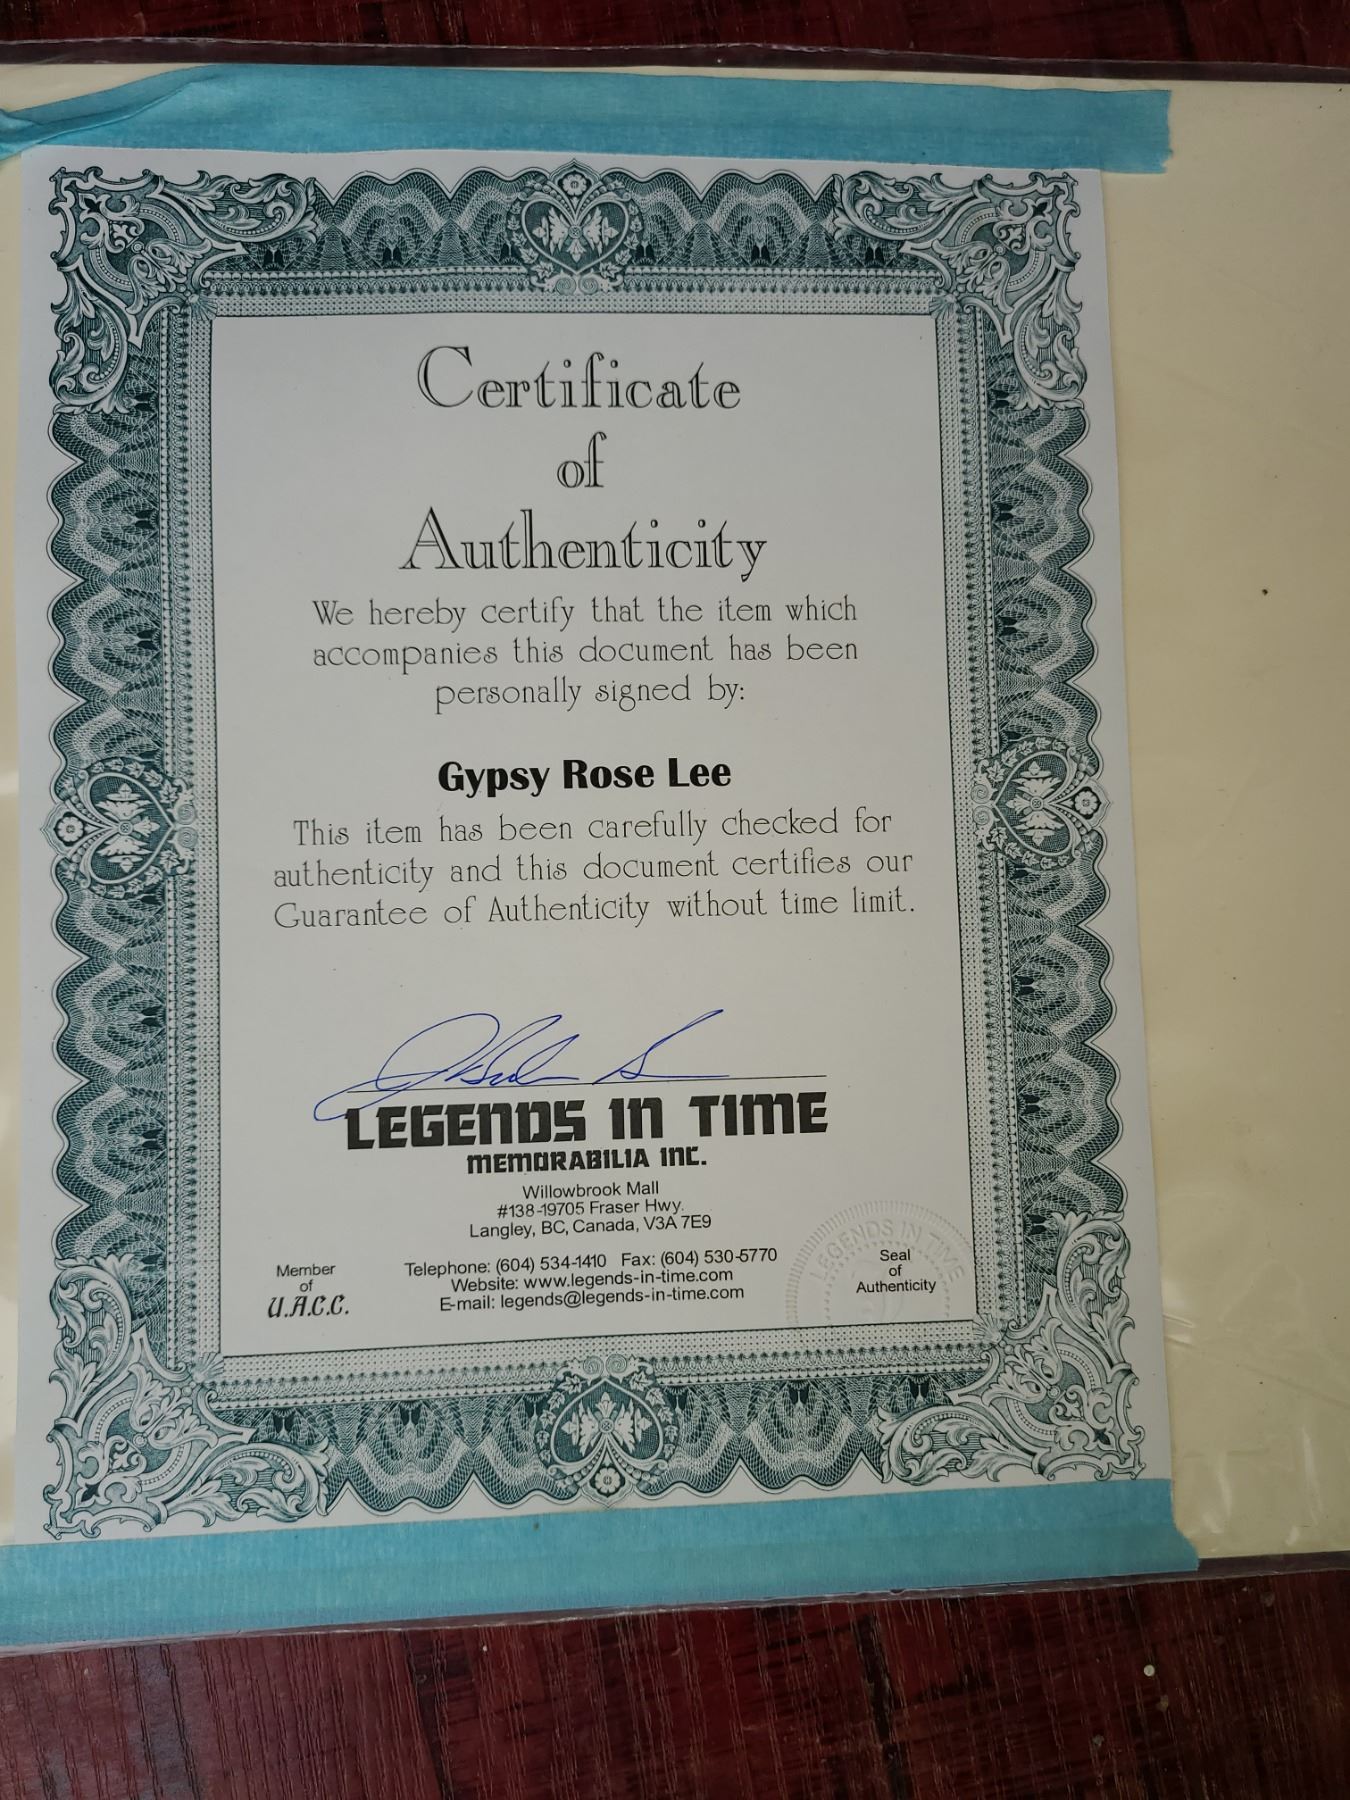 Certificate
of
Authenticity
We hereby certify that the item which
accompanies this document has been
personally signed by:
Gypsy Rose Lee
This item has been carefully checked for
authenticity and this document certifies our
Guarantee of Authenticity without time limit.
LEGENDS IN TIME
MEMORABILIA INC.
Willowbrook Mall
#138-19705 Fraser Hwy.
Langley, BC, Canada, V3A 7E9
Telephone: (604) 534-1410 Fax: (604) 530-5770
Website: www.legends-in-time.com
E-mail: legends@legends-in-time.com
Member
of
U.A.C.C.
LEGENDS IN TIME
Seal
of
Authenticity